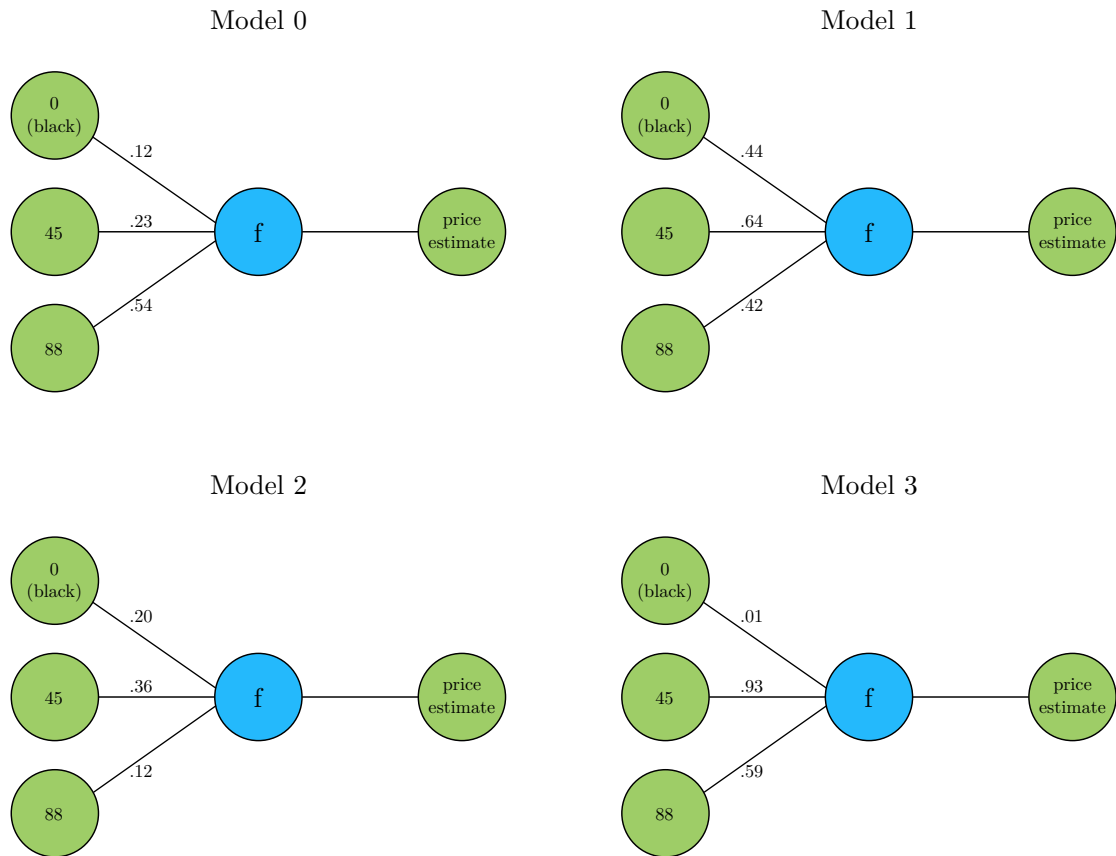 Model 0
0
(black)
.12
45
.23
f
price
estimate
.54
88
Model 1
0
(black)
.44
45
.64
f
price
estimate
.42
88
Model 2
0
(black)
.20
45
.36
f
price
estimate
.12
88
Model 3
0
(black)
.01
45
.93
f
price
estimate
.59
88